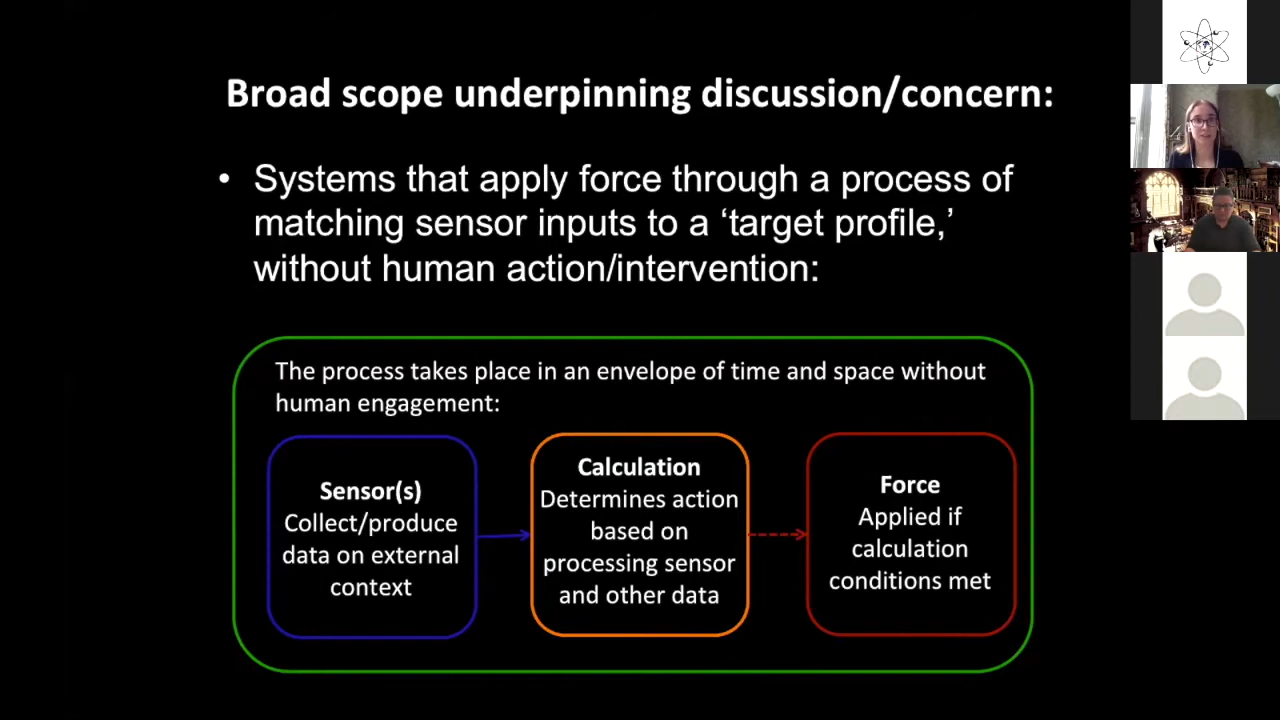 Broad scope underpinning discussion/concern:
• Systems that apply force through a process of
matching sensor inputs to a ‘target profile,’
without human action/intervention:
The process takes place in an envelope of time and space without
human engagement:
Sensor(s)
Collect/produce
data on external
context
Calculation
Determines action
based on
processing sensor
and other data
Force
Applied if
calculation
conditions met